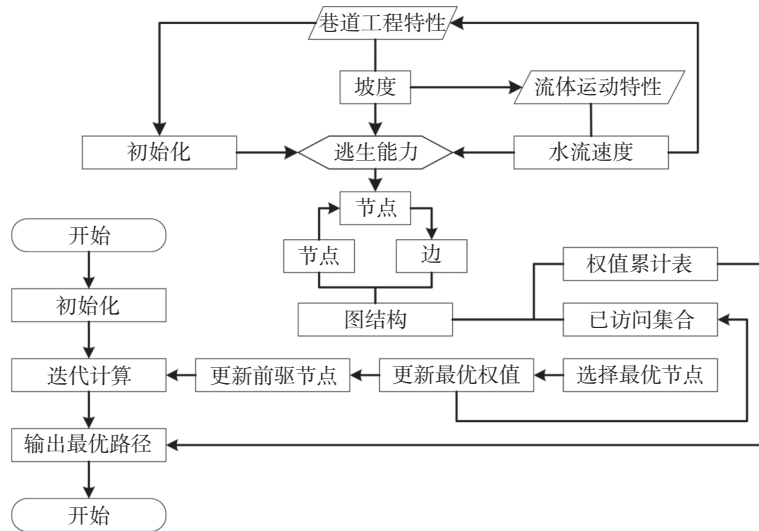 巷道工程特性
坡度
流体运动特性
初始化
逃生能力
水流速度
节点
开始
节点
边
权值累计表
初始化
图结构
已访问集合
迭代计算
更新前驱节点
更新最优权值
选择最优节点
输出最优路径
开始